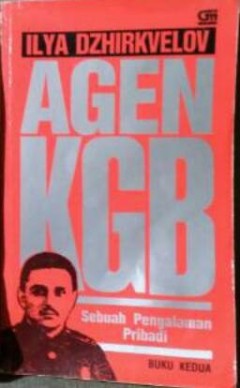 ILYA DZHIRKVELOV
AGEN
KGB
Sebuah Pengalaman
Pribadi
BUKU KEDUA